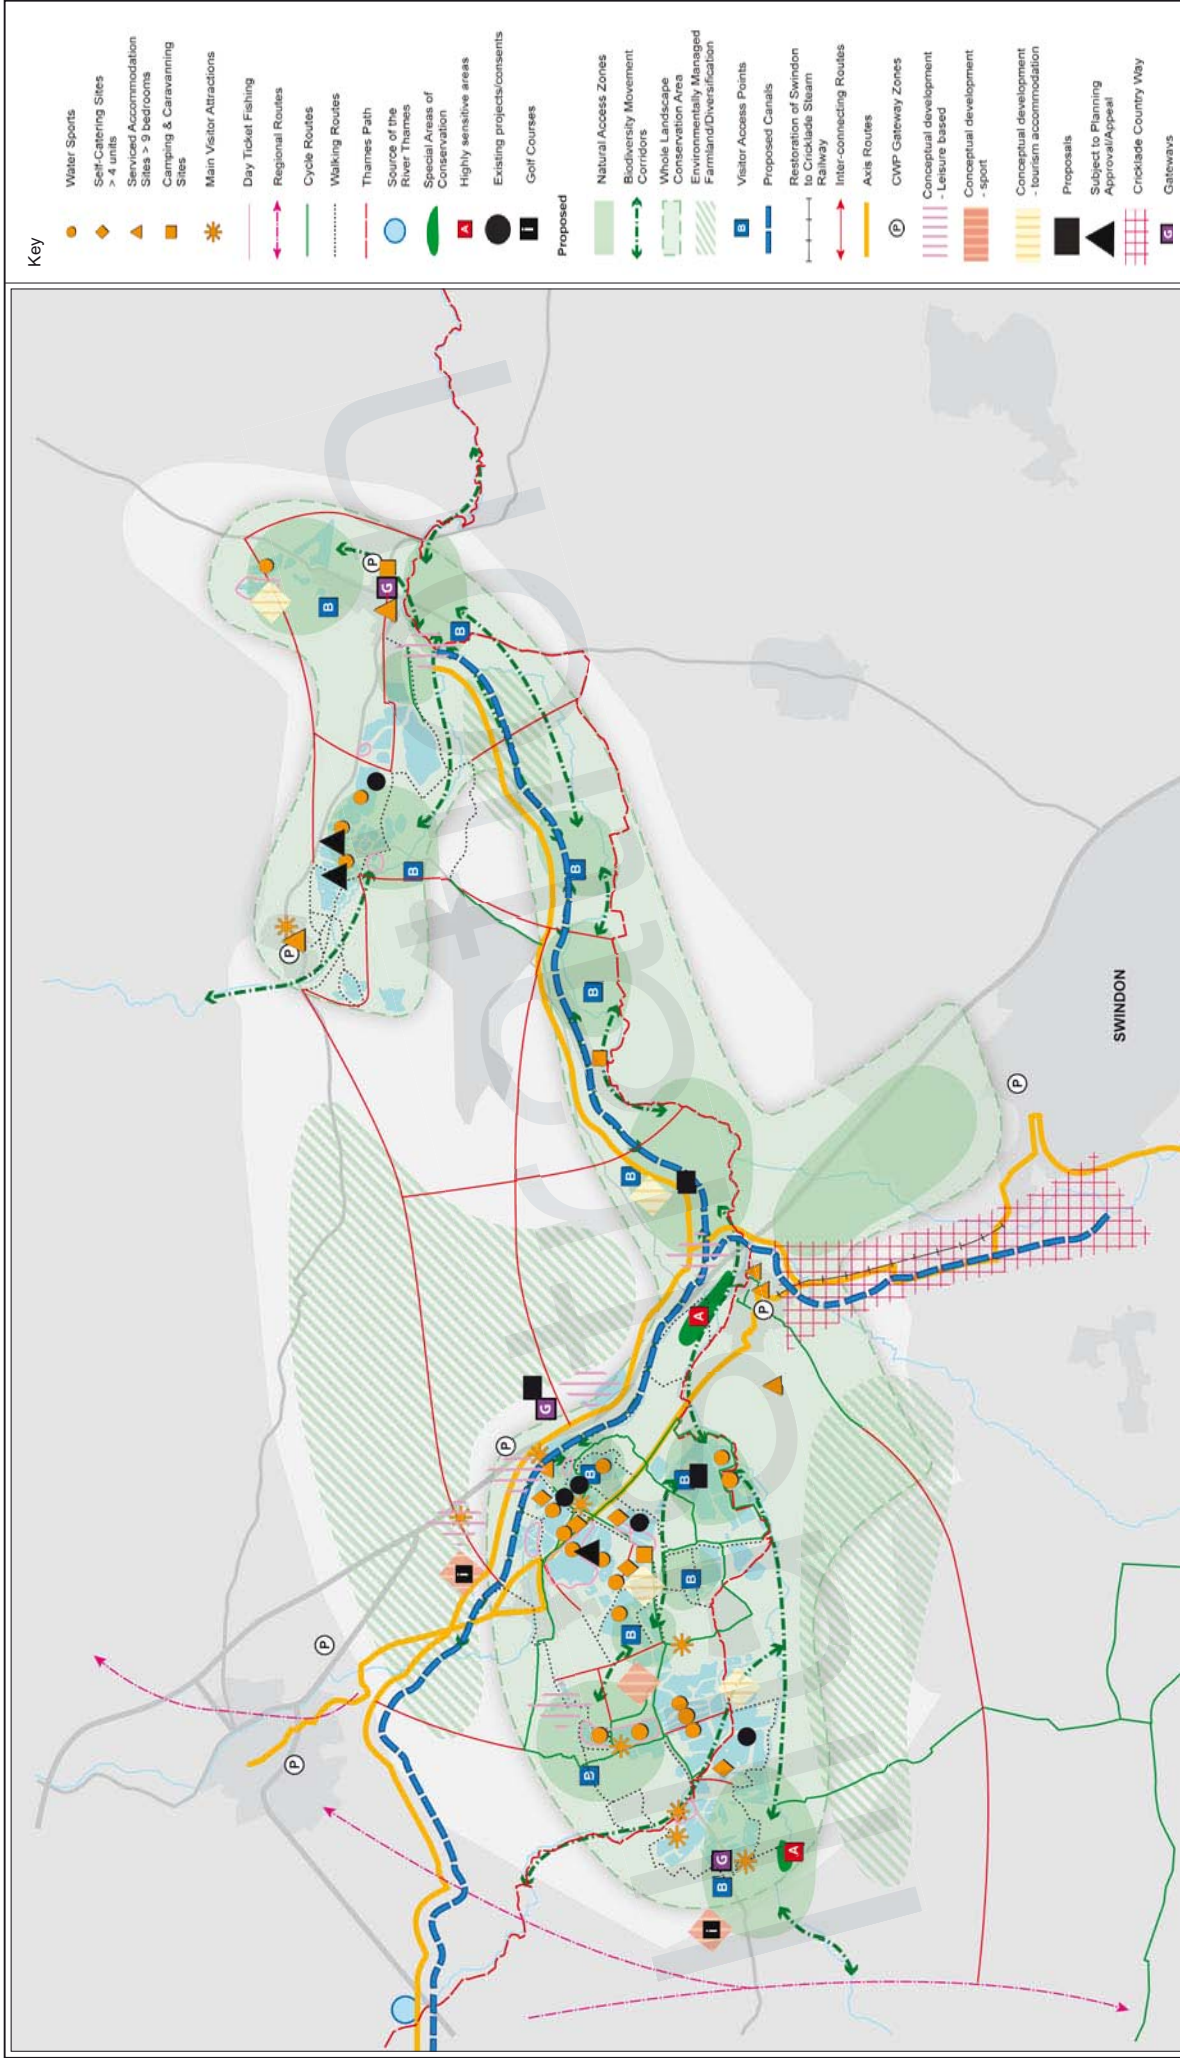 Key
Water Sports
Self-Catering Sites
> 4 units
Serviced Accommodation
Sites > 9 bedrooms
Camping & Caravanning
Sites
Main Visitor Attractions
Day Ticket Fishing
Regional Routes
Cycle Routes
Walking Routes
Thames Path
Source of the
River Thames
Special Areas of
Conservation
A Highly sensitive areas
Existing projects/consents
i Golf Courses
Proposed
Natural Access Zones
Biodiversity Movement
Corridors
Whole Landscape
Conservation Area
Environmentally Managed
Farmland/Diversification
B Visitor Access Points
Proposed Canals
Restoration of Swindon
to Cricklade Steam
Railway
Inter-connecting Routes
Axis Routes
P CWP Gateway Zones
Conceptual development
- Leisure based
Conceptual development
- sport
Conceptual development
- tourism accommodation
Proposals
Subject to Planning
Approval/Appeal
Cricklade Country Way
G Gateways
P
G
B
B
B
P
B
B
SWINDON
P
B
A
P
G
P
B
B
B
B
i
P
P
B
A
G
B
i